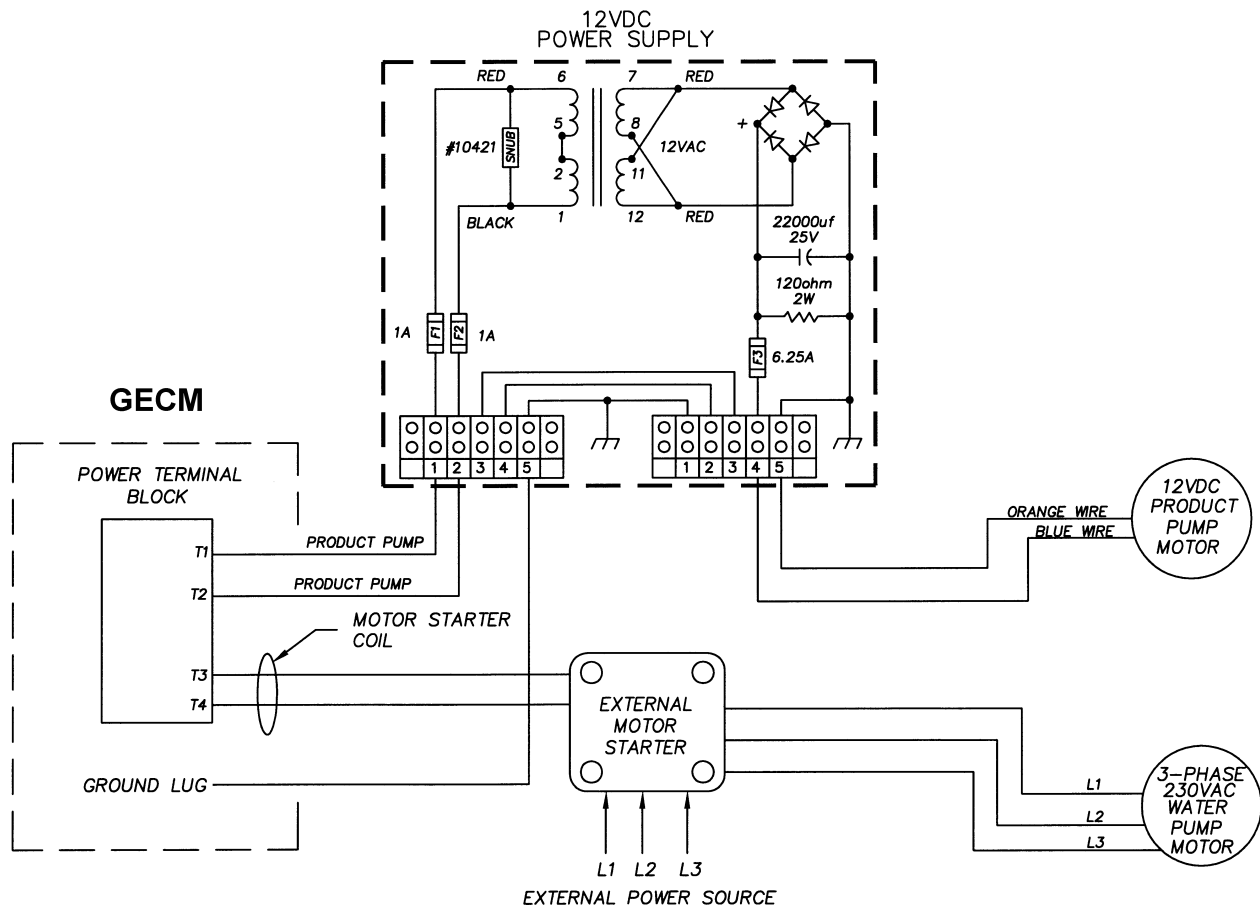 12VDC
POWER SUPPLY
RED 6 7 RED
5 8 +
#10421 SNUB 12VAC
2 11
1 12
BLACK RED
22000uf
25V
120ohm
2W
1A F1 F2 1A F3 6.25A
GECM
1 2 3 4 5 1 2 3 4 5
POWER TERMINAL
BLOCK
12VDC
PRODUCT
PUMP
MOTOR
ORANGE WIRE
BLUE WIRE
T1 PRODUCT PUMP
T2 PRODUCT PUMP
MOTOR STARTER
COIL
T3
T4
EXTERNAL
MOTOR
STARTER
GROUND LUG
L1
L2
L3
3-PHASE
230VAC
WATER
PUMP
MOTOR
L1 L2 L3
EXTERNAL POWER SOURCE